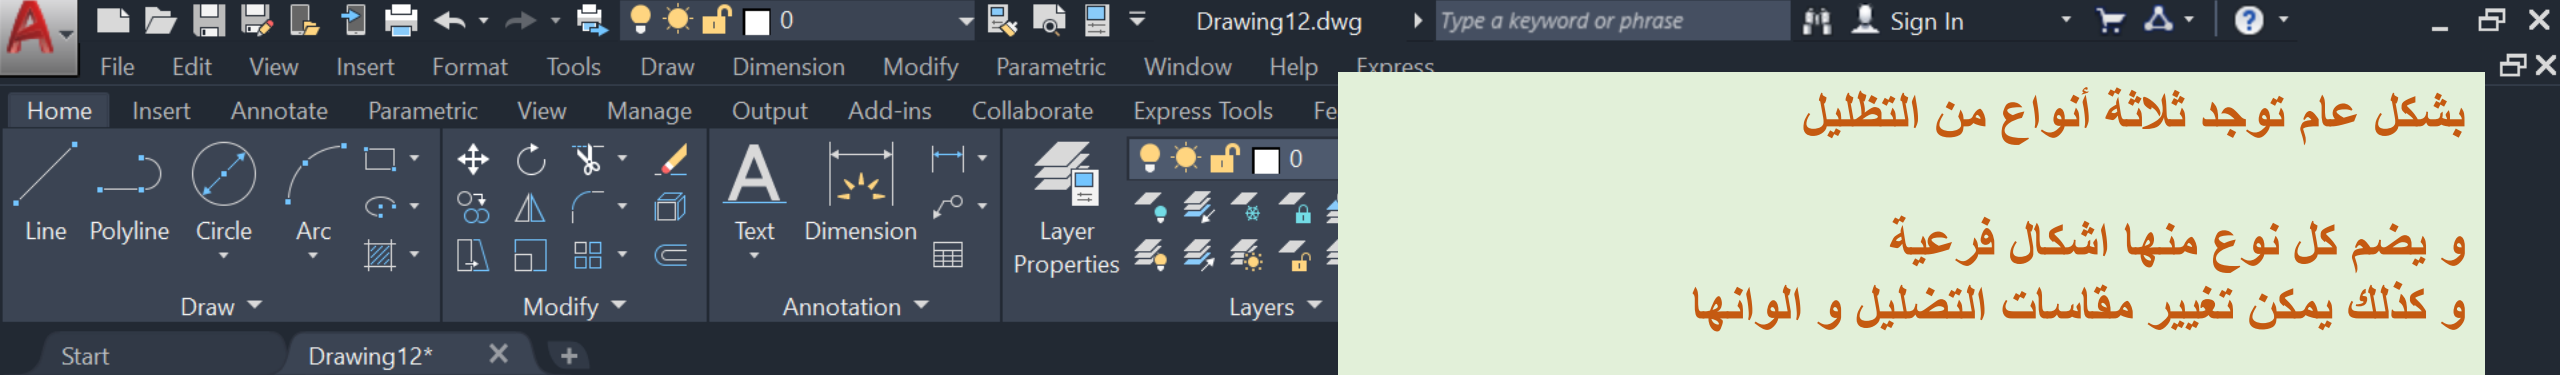 0
Drawing12.dwg
Type a keyword or phrase
Sign In
File Edit View Insert Format Tools Draw Dimension Modify Parametric Window Help Express
Home Insert Annotate Parametric View Manage Output Add-ins Collaborate Express Tools Fe
بشكل عام توجد ثلاثة أنواع من التظليل
0
Line Polyline Circle Arc
Text Dimension
Layer
Properties
و يضم كل نوع منها اشكال فرعية
و كذلك يمكن تغيير مقاسات التضليل و الوانها
Draw Modify Annotation Layers
Start Drawing12*